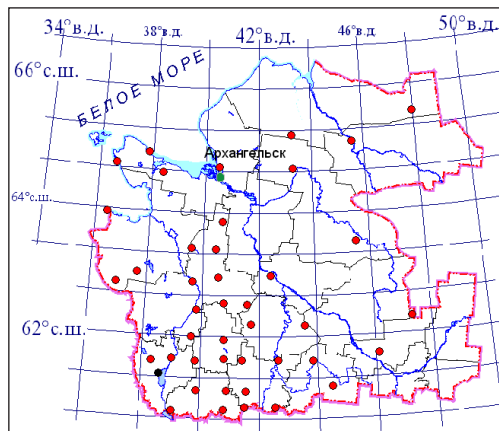 34°в.д.
38°в.д.
42°в.д.
46°в.д.
50°в.д.
66°с.ш.
БЕЛОЕ МОРЕ
Архангельск
64°с.ш.
62°с.ш.